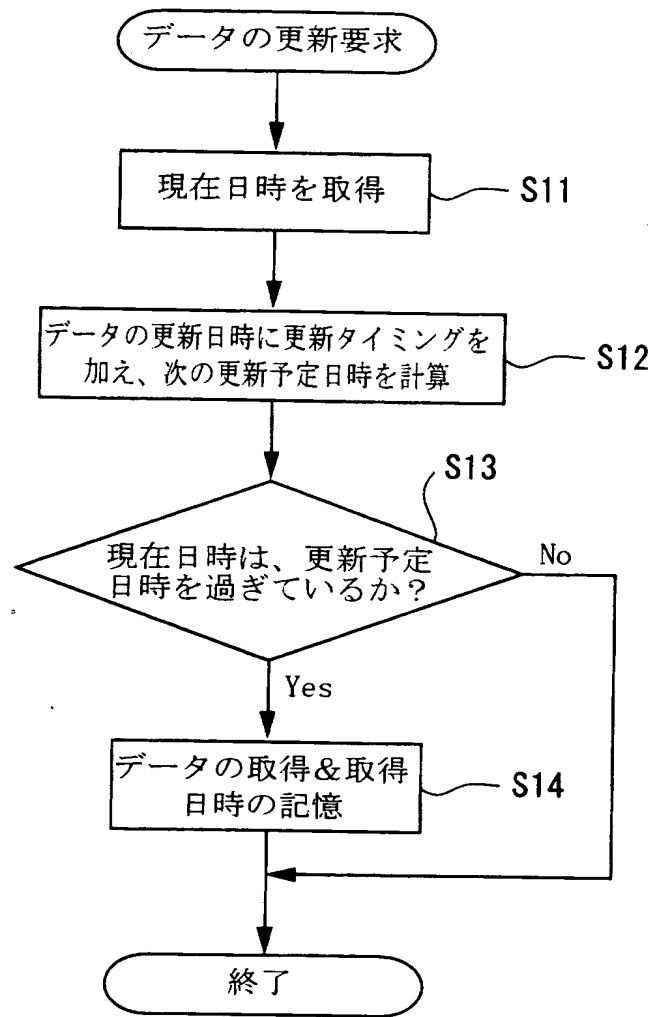 データの更新要求
現在日時を取得
S11
データの更新日時に更新タイミングを
加え、次の更新予定日時を計算
S12
S13
現在日時は、更新予定
日時を過ぎているか?
No
Yes
データの取得&取得
日時の記憶
S14
終了